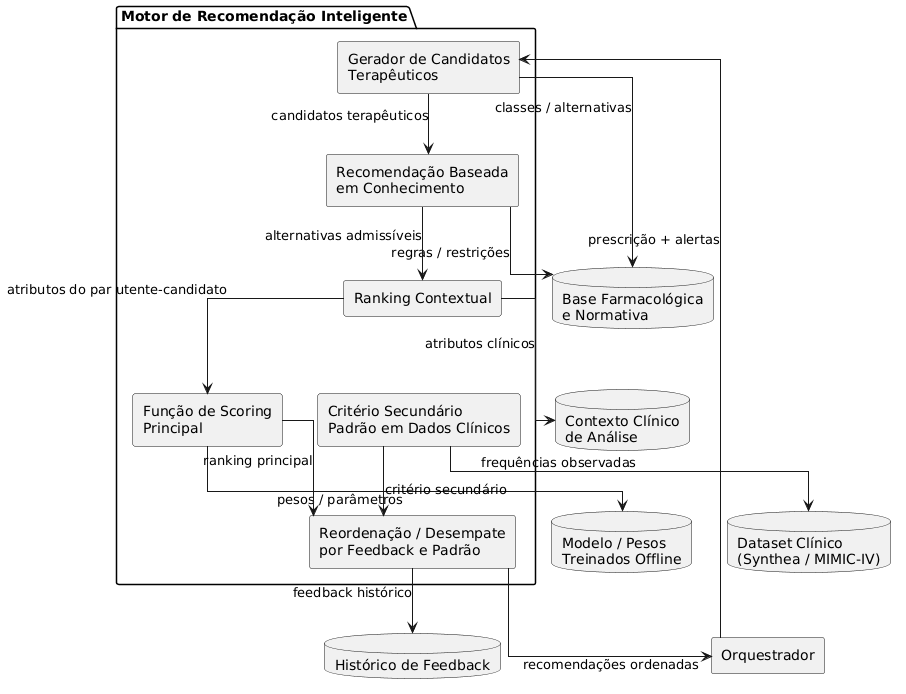 Motor de Recomendação Inteligente
Gerador de Candidatos
Terapêuticos
classes / alternativas
candidatos terapêuticos
Recomendação Baseada
em Conhecimento
alternativas admissíveis
prescrição + alertas
regras / restrições
Base Farmacológica
e Normativa
atributos do par utente-candidato
Ranking Contextual
atributos clínicos
Função de Scoring
Principal
Critério Secundário
Padrão em Dados Clínicos
Contexto Clínico
de Análise
ranking principal
frequências observadas
pesos / parâmetros
critério secundário
Reordenação / Desempate
por Feedback e Padrão
Modelo / Pesos
Treinados Offline
Dataset Clínico
(Synthea / MIMIC-IV)
feedback histórico
Histórico de Feedback
recomendações ordenadas
Orquestrador